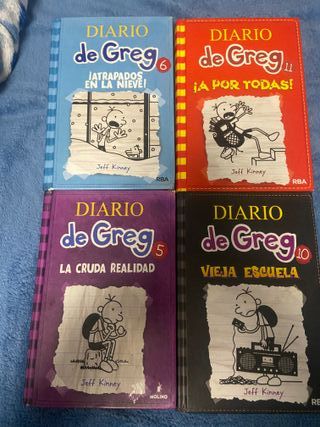 DIARIO
de Greg
6
¡ATRAPADOS
EN LA NIEVE!
Jeff Kinney
RBA
DIARIO
de Greg
11
¡A POR TODAS!
Jeff Kinney
RBA
DIARIO
de Greg
5
LA CRUDA REALIDAD
Jeff Kinney
MOLINO
DIARIO
de Greg
10
VIEJA ESCUELA
Jeff Kinney
RBA